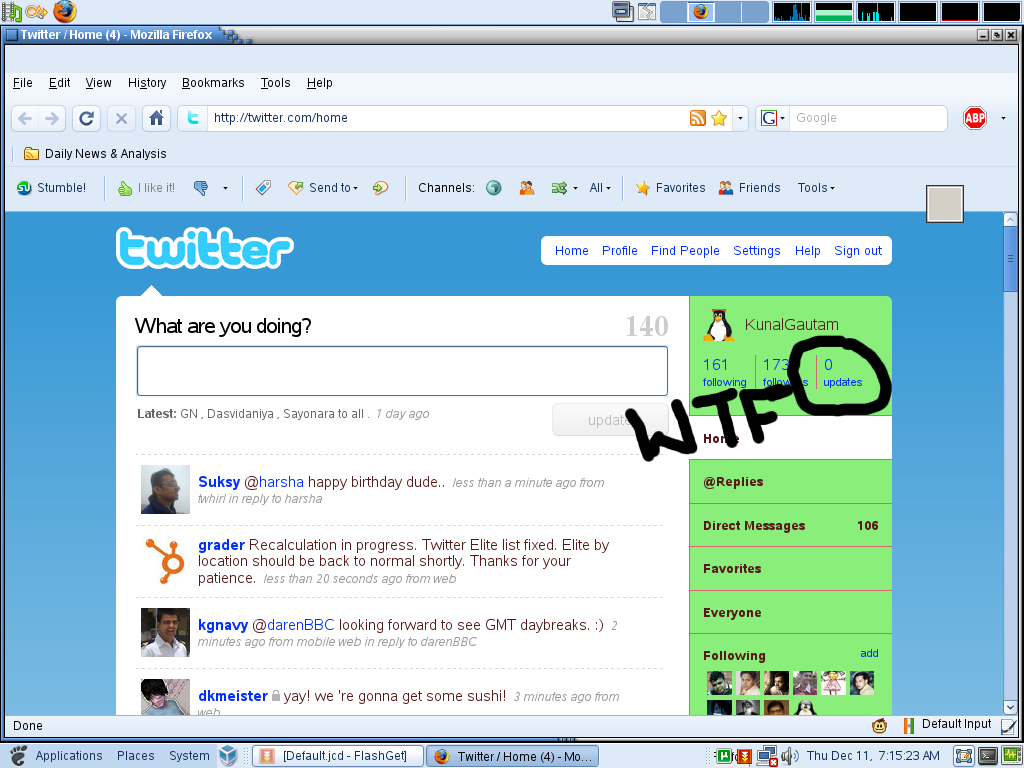 Twitter / Home (4) - Mozilla Firefox
File Edit View History Bookmarks Tools Help
http://twitter.com/home
G Google ABP
Daily News & Analysis
Stumble! I like it! Send to Channels: All Favorites Friends Tools
twitter
Home Profile Find People Settings Help Sign out
What are you doing? 140
KunalGautam
161 173 0
following updates
Latest: GN , Dasvidaniya , Sayonara to all . 1 day ago
update
WTF
Home
Suksy @harsha happy birthday dude.. less than a minute ago from
twhirl in reply to harsha
@Replies
grader Recalculation in progress. Twitter Elite list fixed. Elite by
location should be back to normal shortly. Thanks for your
patience. less than 20 seconds ago from web
Direct Messages 106
Favorites
Everyone
kgnavy @darenBBC looking forward to see GMT daybreaks. :) 2
minutes ago from mobile web in reply to darenBBC
Following add
dkmeister yay! we 're gonna get some sushi! 3 minutes ago from
web
Done
Default Input
Applications Places System [Default.jcd - FlashGet] Twitter / Home (4) - Mo... Thu Dec 11, 7:15:23 AM